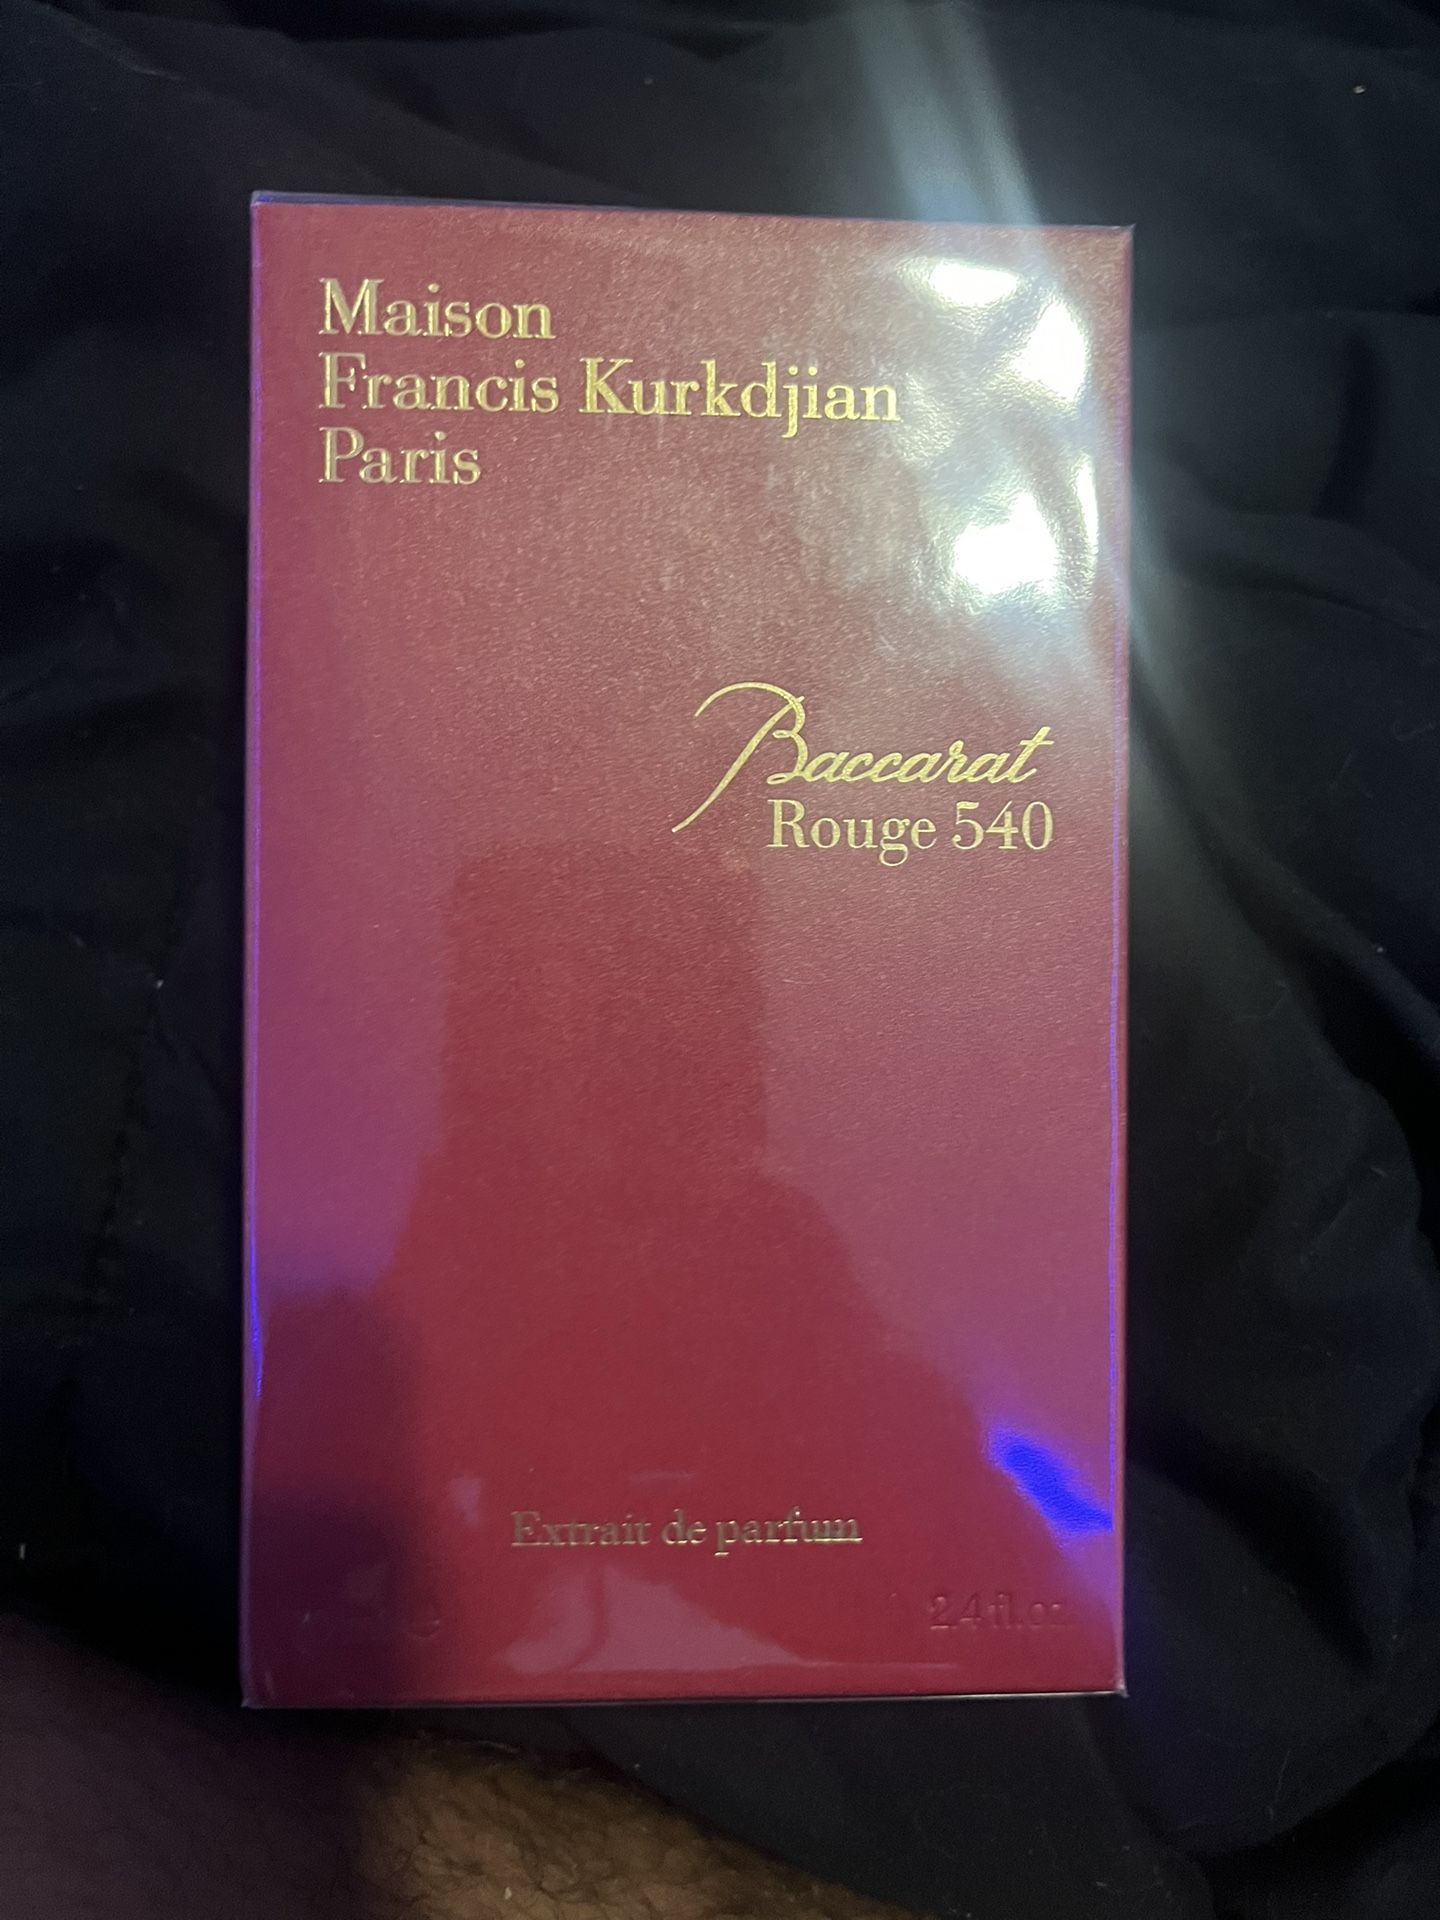 Maison
Francis Kurkdjian
Paris
Baccarat
Rouge 540
Extrait de parfum
2.4 fl.oz